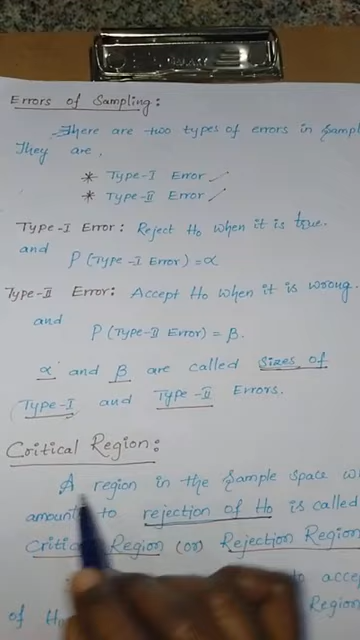 Errors of Sampling:
There are two types of errors in
They are,
* Type-I Error
* Type-II Error
Type-I Error: Reject Ho when it is true.
and
P(Type-I Error) = α
Type-II Error: Accept Ho when it is wrong.
and
P(Type-II Error) = β.
α and β are called Sizes of
Type-I and Type-II Errors.
Critical Region:
A region in the Sample space
amounts to rejection of Ho is called
Critical Region (or) Rejection Region
to
of Ho Region